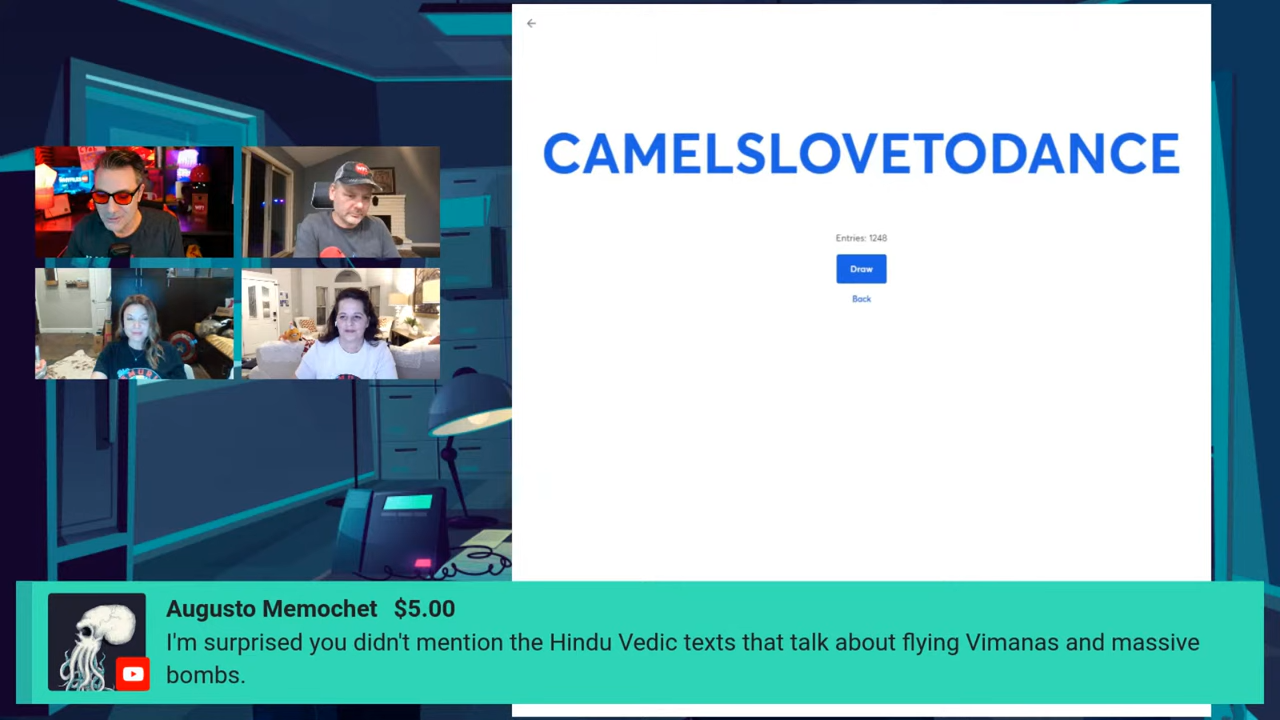 CAMELSLOVETODANCE
Entries: 1248
Draw
Back
Augusto Memochet $5.00
I'm surprised you didn't mention the Hindu Vedic texts that talk about flying Vimanas and massive
bombs.